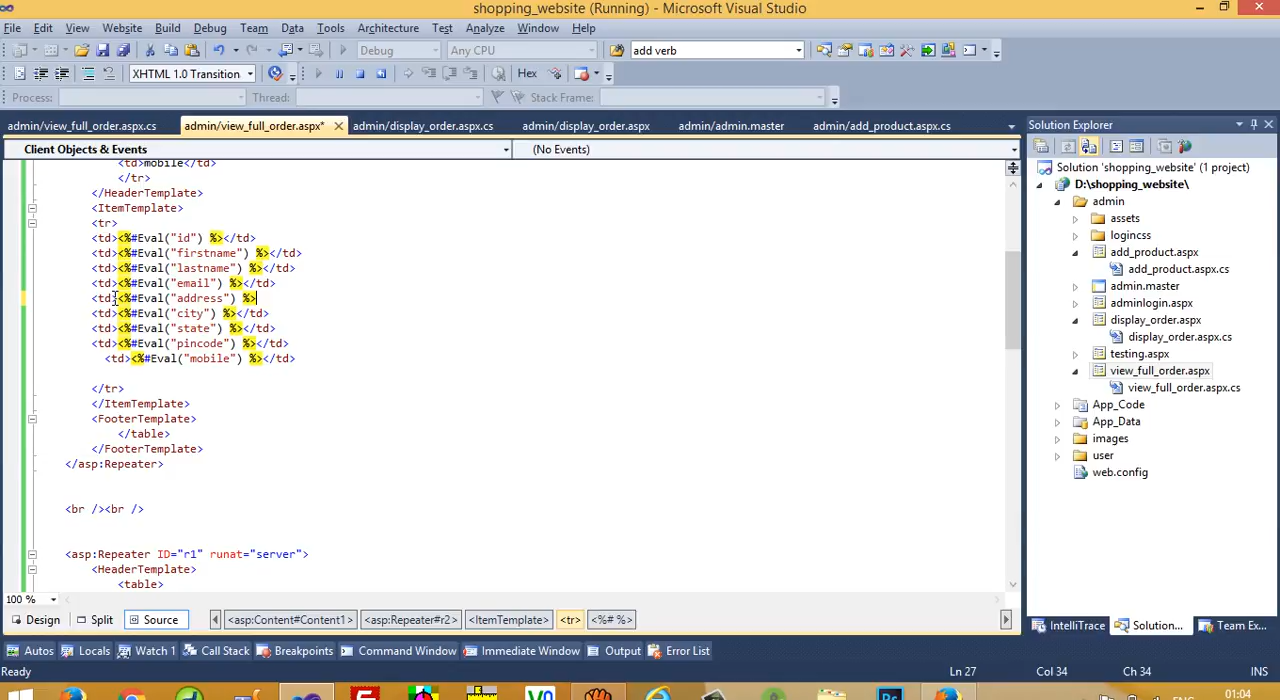 shopping_website (Running) - Microsoft Visual Studio
File Edit View Website Build Debug Team Data Tools Architecture Test Analyze Window Help
Debug Any CPU add verb
XHTML 1.0 Transition Hex
Process: Thread: Stack Frame:
admin/view_full_order.aspx.cs admin/view_full_order.aspx* admin/display_order.aspx.cs admin/display_order.aspx admin/admin.master admin/add_product.aspx.cs
Client Objects & Events (No Events)
<td>mobile</td>
</tr>
</HeaderTemplate>
<ItemTemplate>
<tr>
<td><%#Eval("id") %></td>
<td><%#Eval("firstname") %></td>
<td><%#Eval("lastname") %></td>
<td><%#Eval("email") %></td>
<td><%#Eval("address") %>
<td><%#Eval("city") %></td>
<td><%#Eval("state") %></td>
<td><%#Eval("pincode") %></td>
<td><%#Eval("mobile") %></td>
</tr>
</ItemTemplate>
<FooterTemplate>
</table>
</FooterTemplate>
</asp:Repeater>
<br /><br />
<asp:Repeater ID="r1" runat="server">
<HeaderTemplate>
<table>
100 %
Design Split Source <asp:Content#Content1> <asp:Repeater#r2> <ItemTemplate> <tr> <%# %>
Solution Explorer
Solution 'shopping_website' (1 project)
D:\shopping_website\
admin
assets
logincss
add_product.aspx
add_product.aspx.cs
admin.master
adminlogin.aspx
display_order.aspx
display_order.aspx.cs
testing.aspx
view_full_order.aspx
view_full_order.aspx.cs
App_Code
App_Data
images
user
web.config
IntelliTrace Solution... Team Ex...
Autos Locals Watch 1 Call Stack Breakpoints Command Window Immediate Window Output Error List
Ready Ln 27 Col 34 Ch 34 INS
01:04